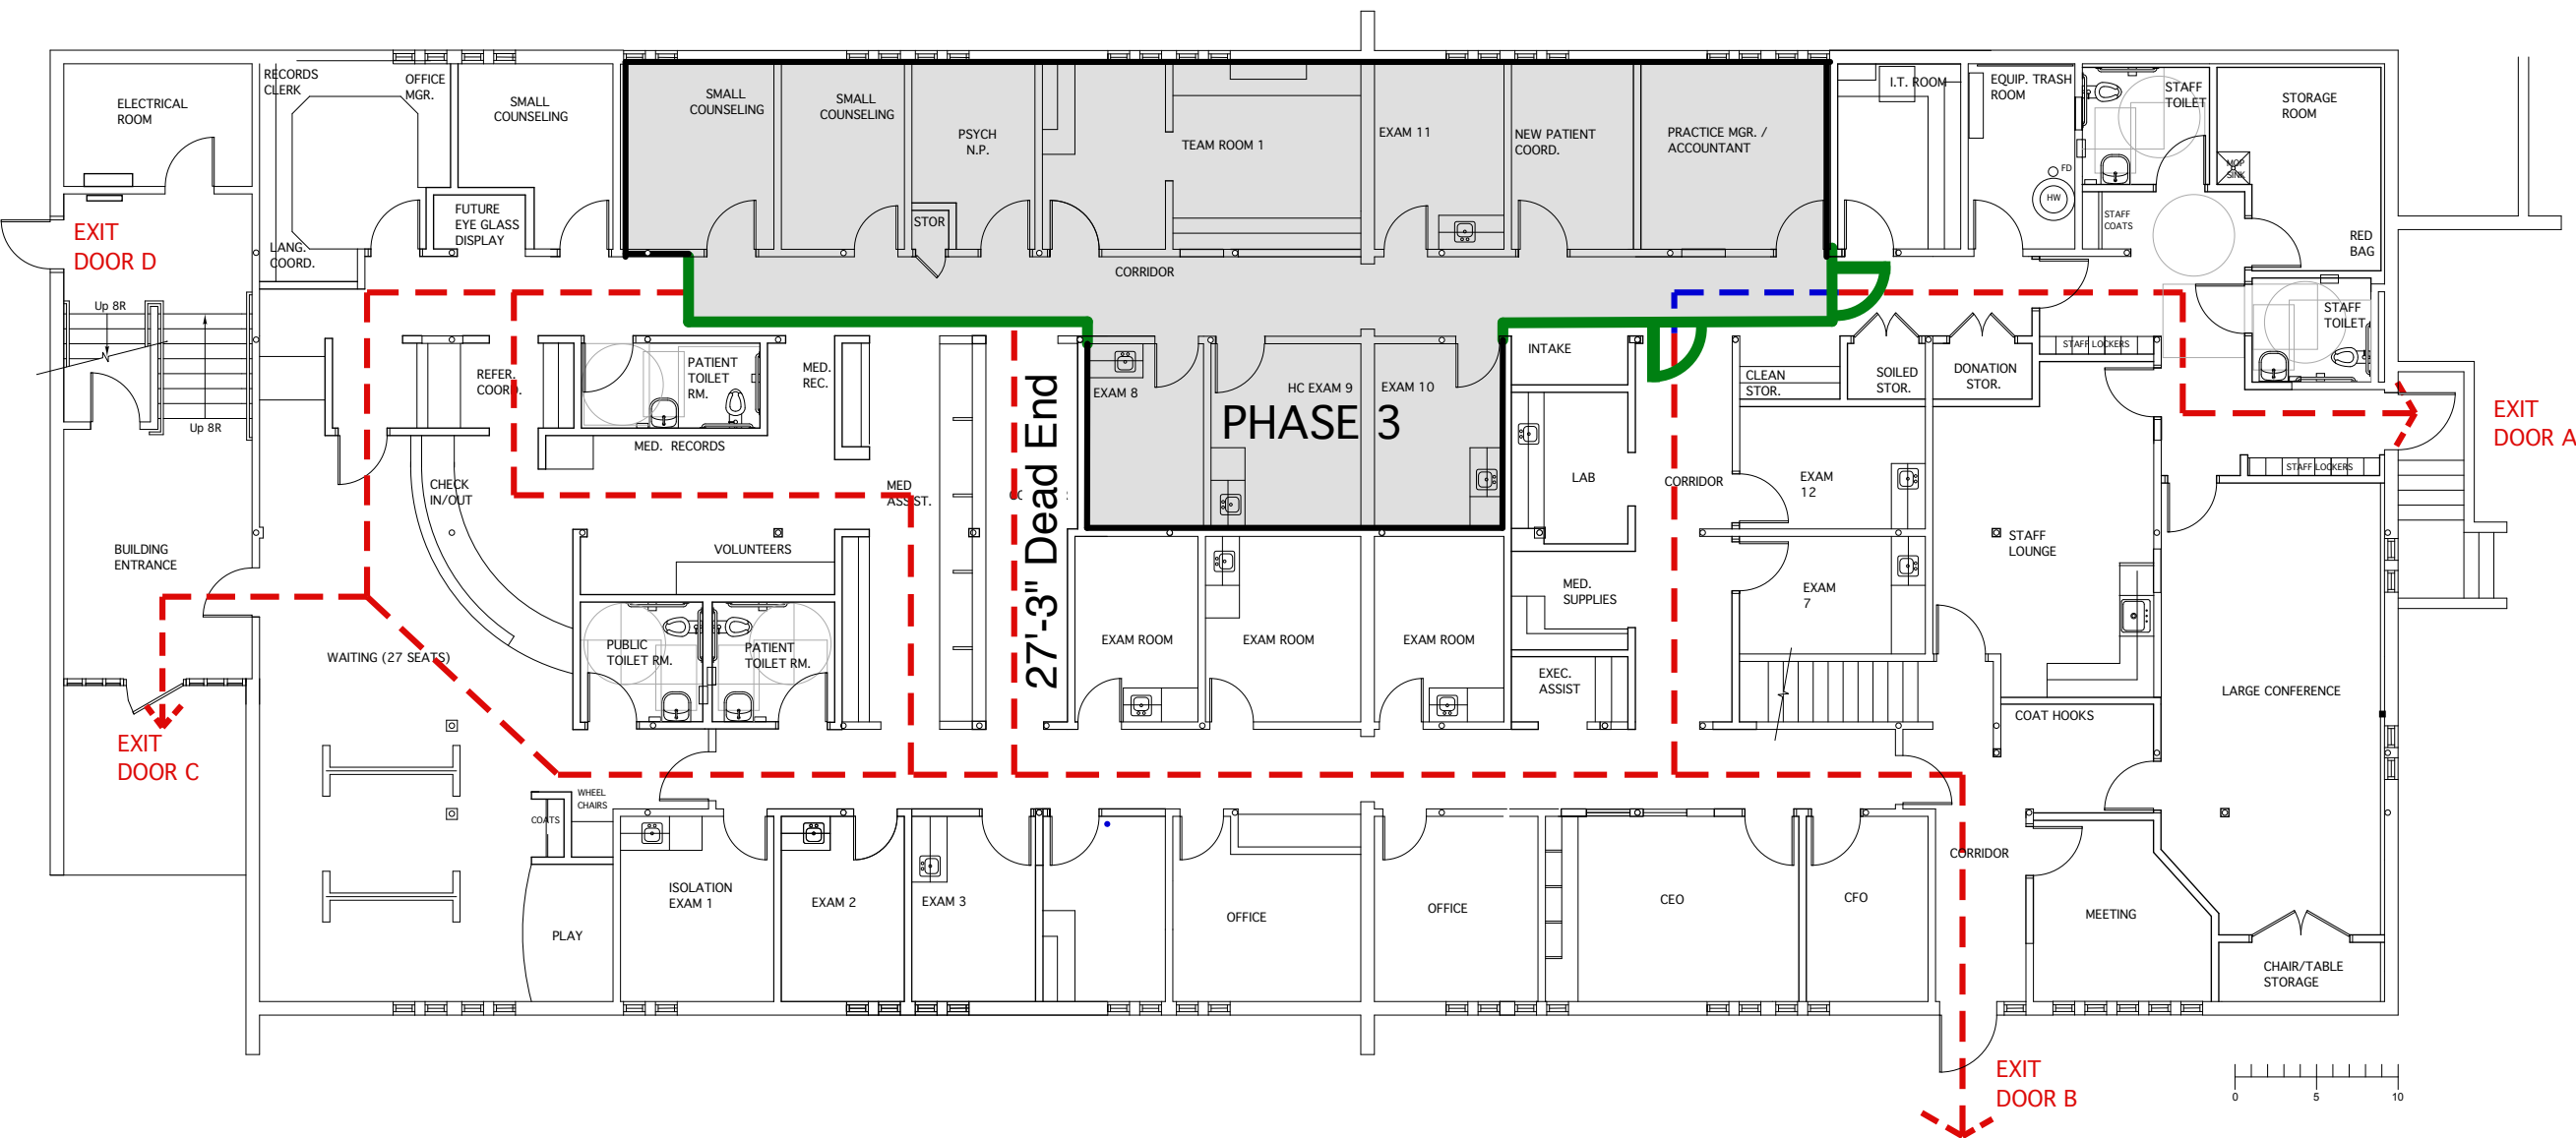 RECORDS
CLERK
OFFICE
MGR.
ELECTRICAL
ROOM
SMALL
COUNSELING
SMALL
COUNSELING
SMALL
COUNSELING
PSYCH
N.P.
TEAM ROOM 1
EXAM 11
NEW PATIENT
COORD.
PRACTICE MGR. /
ACCOUNTANT
I.T. ROOM
EQUIP. TRASH
ROOM
STAFF
TOILET
STORAGE
ROOM
MOP
SINK
FD
HW
STAFF
COATS
RED
BAG
FUTURE
EYE GLASS
DISPLAY
STOR
LANG.
COORD.
EXIT
DOOR D
CORRIDOR
Up 8R
Up 8R
STAFF
TOILET
STAFF LOCKERS
REFER.
COORD.
PATIENT
TOILET
RM.
MED.
REC.
EXAM 8
HC EXAM 9
EXAM 10
PHASE 3
INTAKE
CLEAN
STOR.
SOILED
STOR.
DONATION
STOR.
EXIT
DOOR A
MED. RECORDS
CHECK
IN/OUT
MED
ASSIST.
27'-3" Dead End
LAB
CORRIDOR
EXAM
12
STAFF LOCKERS
BUILDING
ENTRANCE
VOLUNTEERS
STAFF
LOUNGE
MED.
SUPPLIES
EXAM
7
WAITING (27 SEATS)
PUBLIC
TOILET RM.
PATIENT
TOILET RM.
EXAM ROOM
EXAM ROOM
EXAM ROOM
EXEC.
ASSIST
LARGE CONFERENCE
COAT HOOKS
EXIT
DOOR C
WHEEL
CHAIRS
COATS
CORRIDOR
ISOLATION
EXAM 1
EXAM 2
EXAM 3
OFFICE
OFFICE
CEO
CFO
MEETING
PLAY
CHAIR/TABLE
STORAGE
EXIT
DOOR B
0 5 10